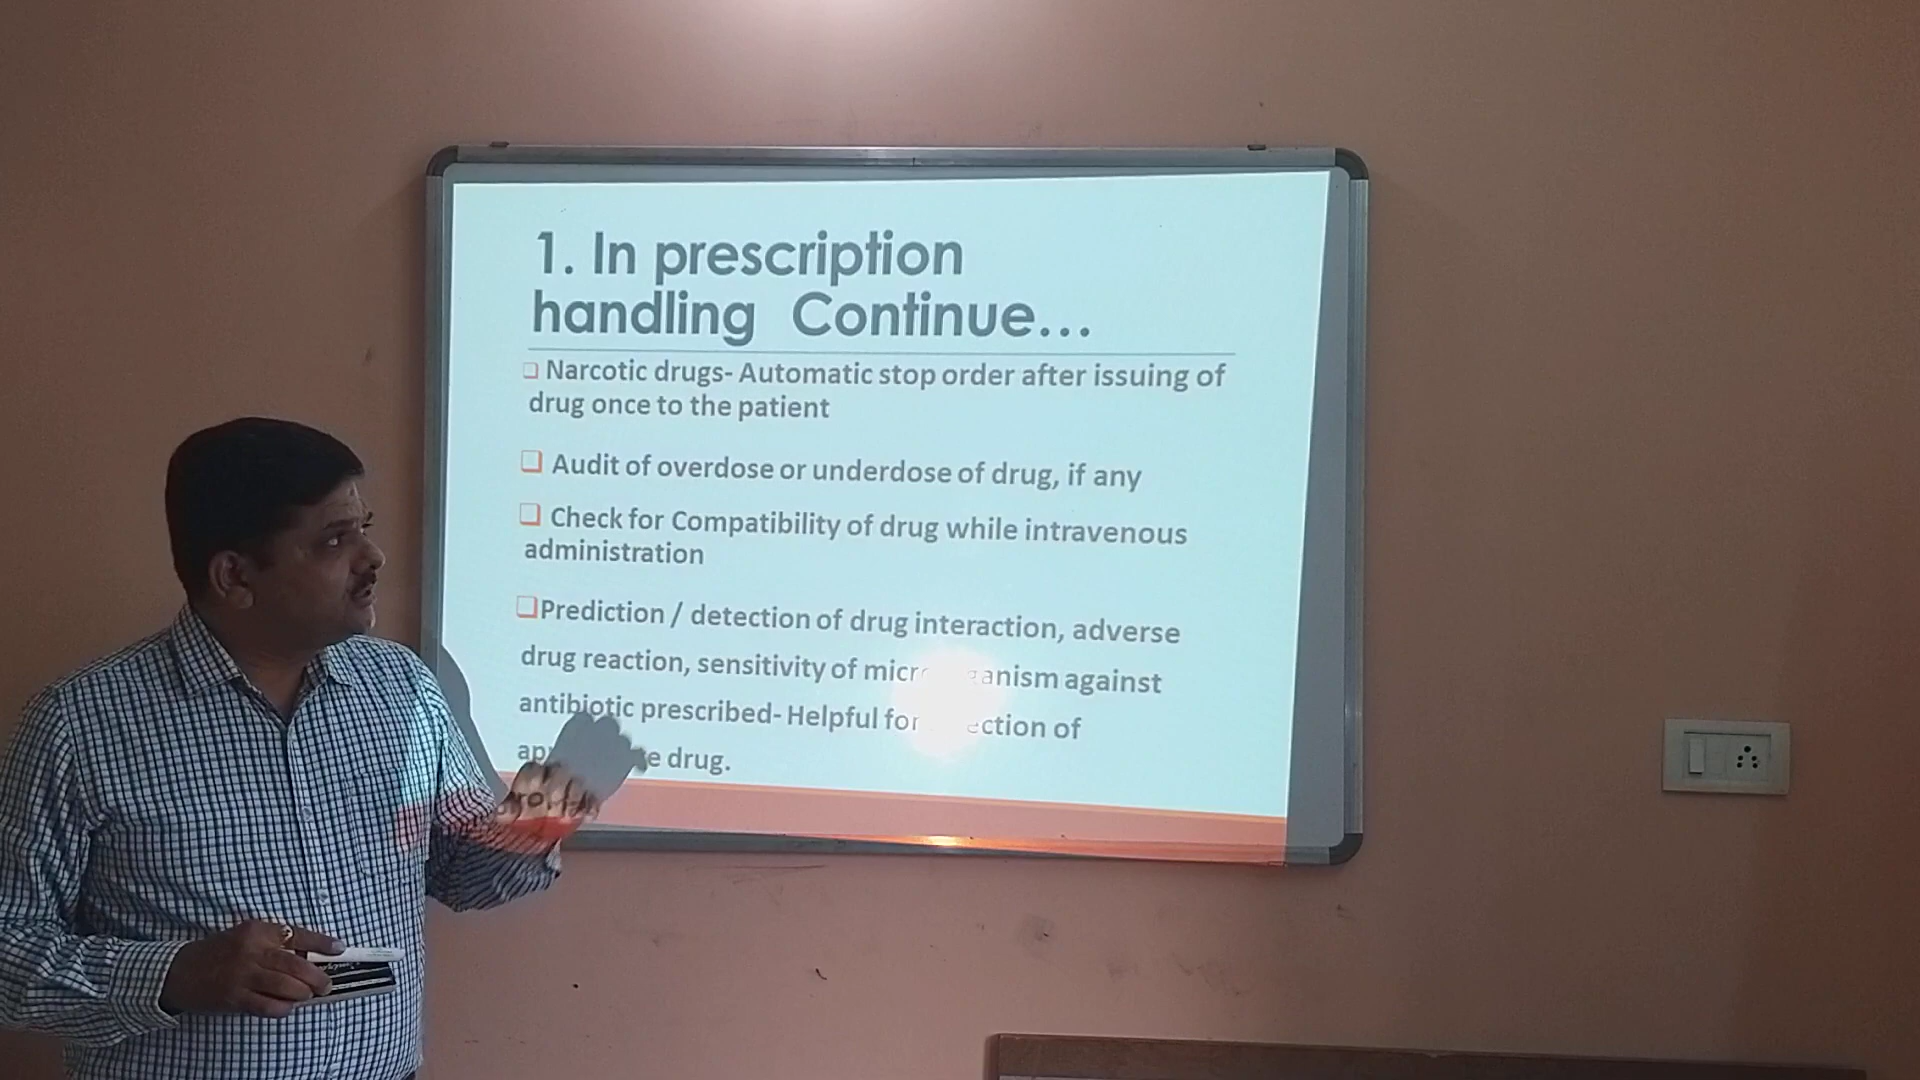 1. In prescription
handling Continue...
Narcotic drugs- Automatic stop order after issuing of
drug once to the patient
Audit of overdose or underdose of drug, if any
Check for Compatibility of drug while intravenous
administration
Prediction / detection of drug interaction, adverse
drug reaction, sensitivity of against
antibiotic prescribed- Helpful of
drug.